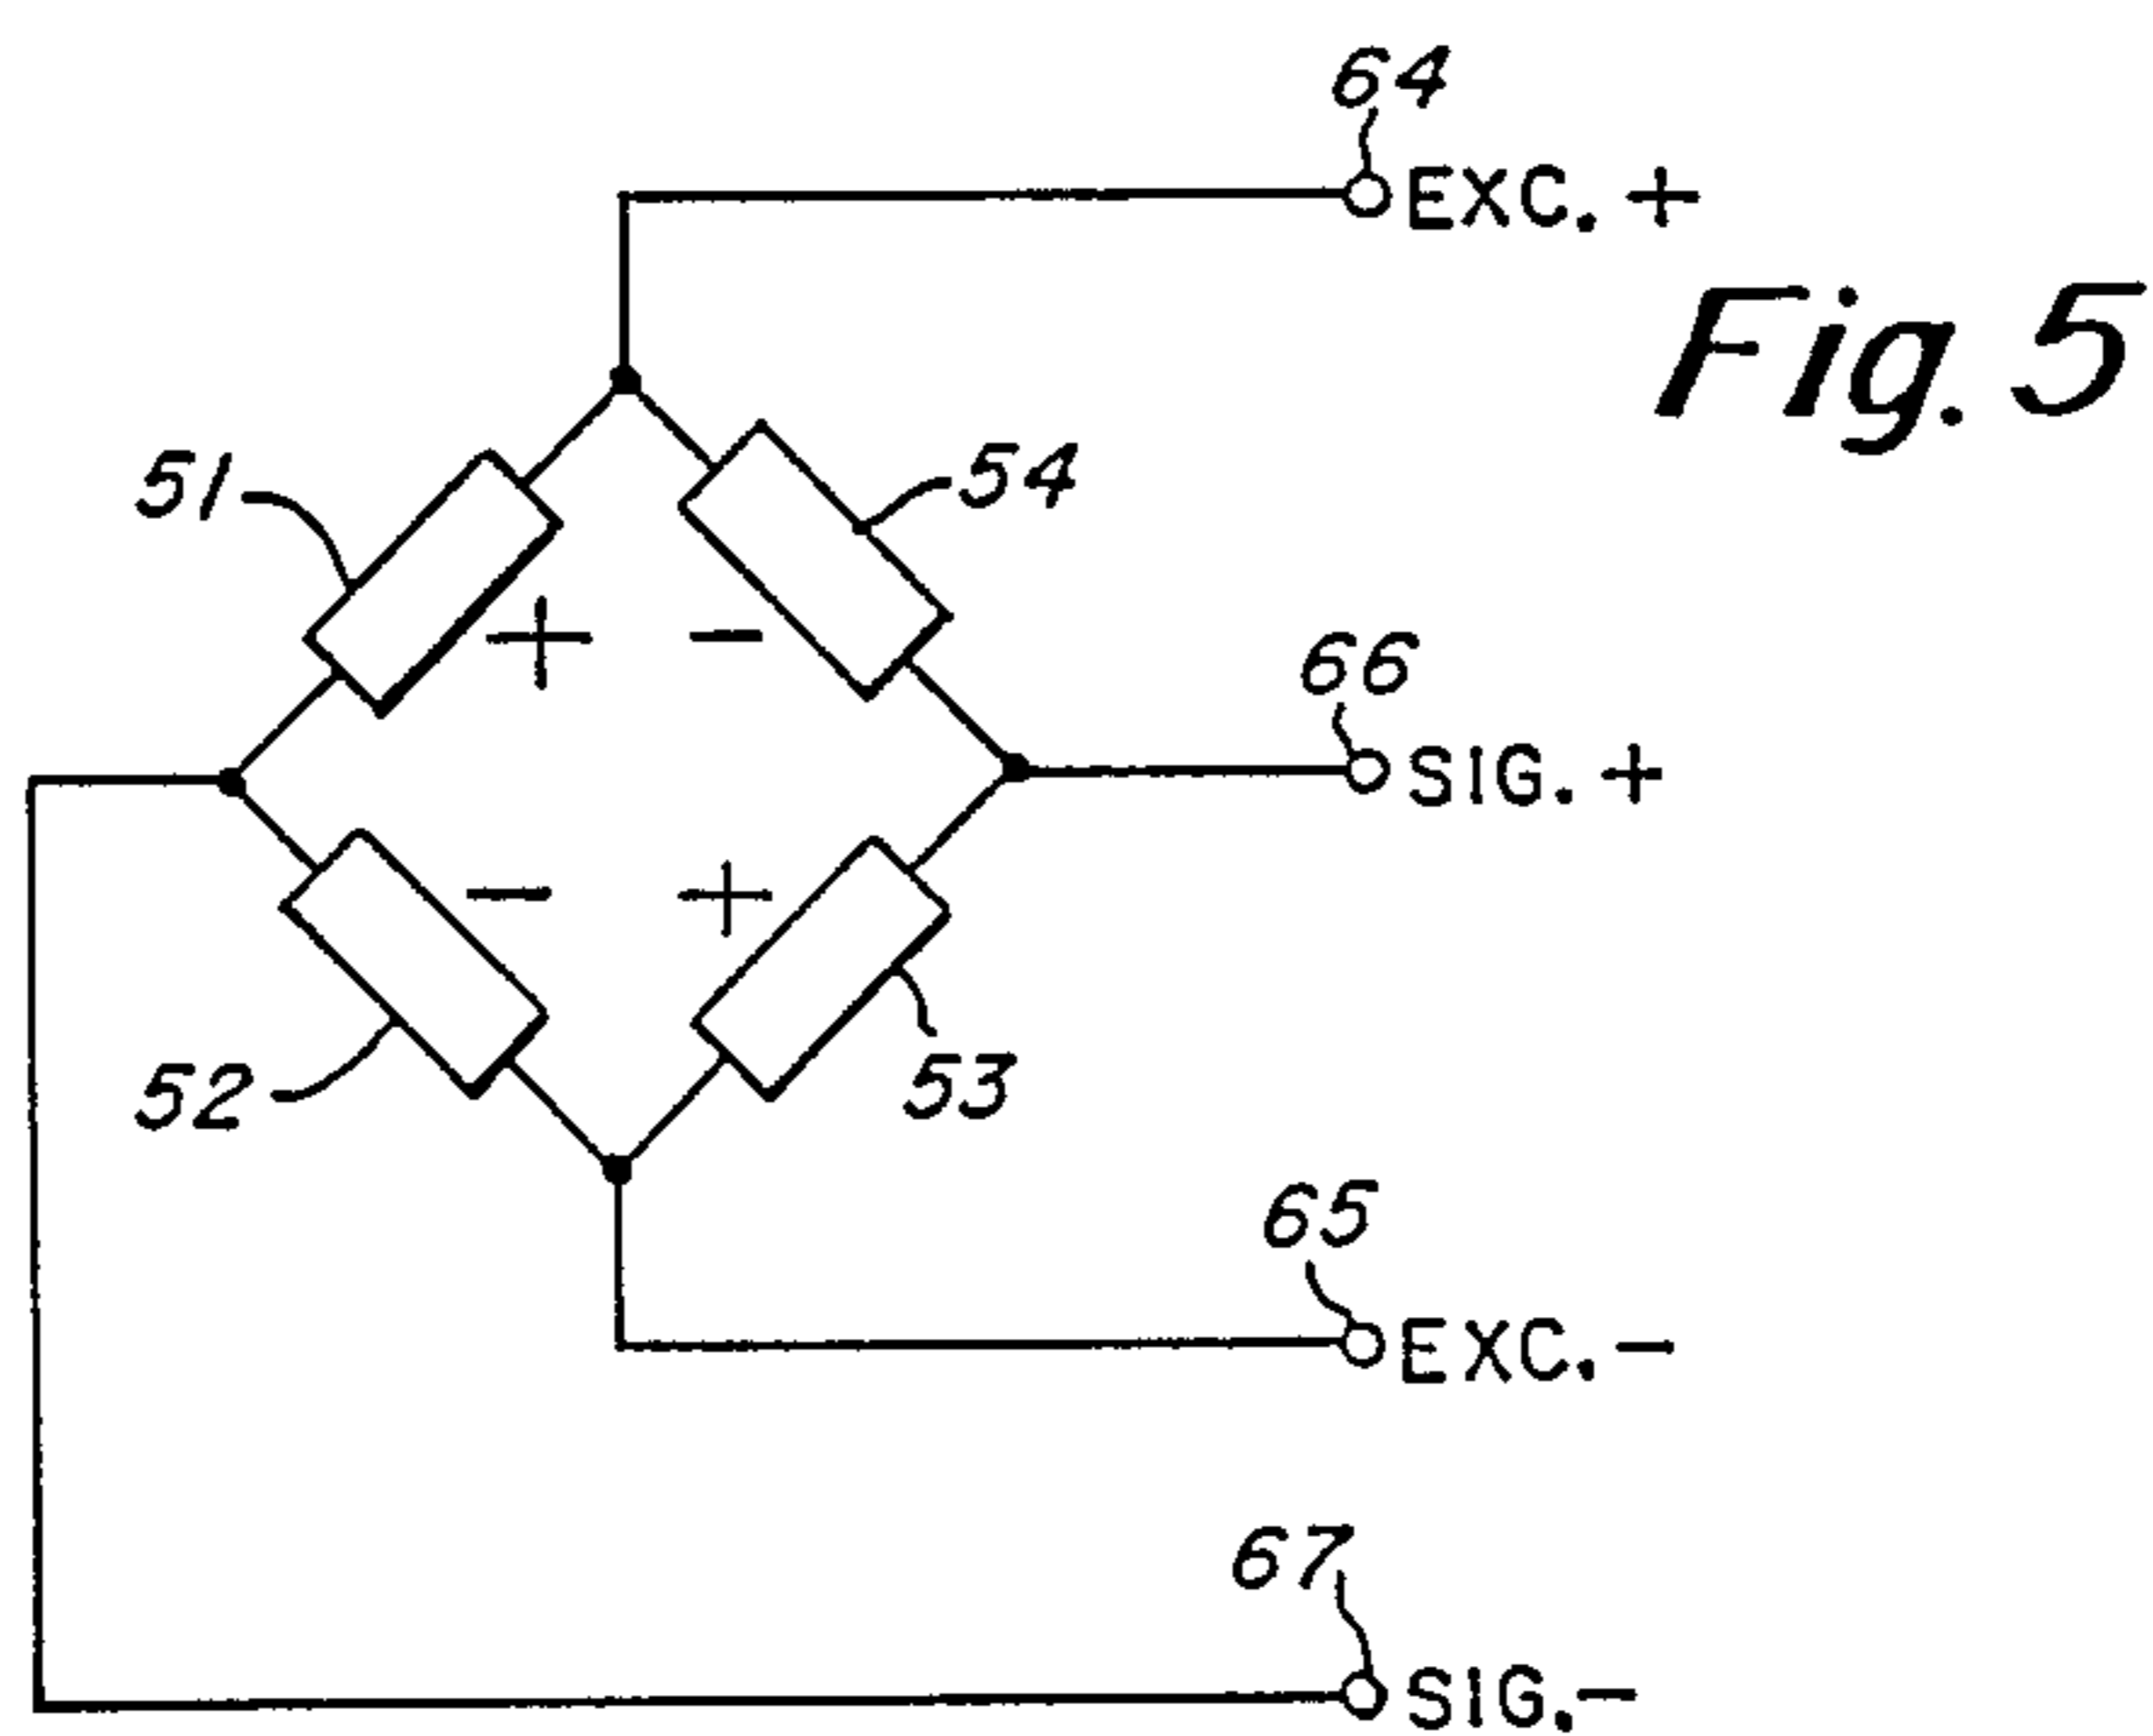 64
EXC. +
Fig. 5
51
54
+ -
66
SIG. +
- +
52
53
65
EXC. -
67
SIG. -